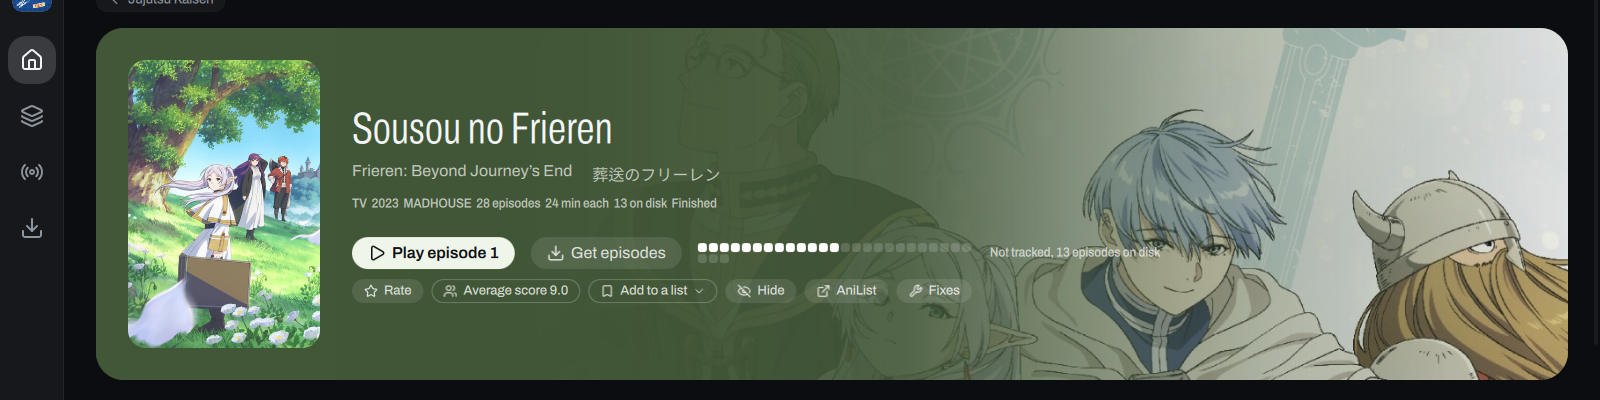 Jujutsu Kaisen
Sousou no Frieren
Frieren: Beyond Journey's End 葬送のフリーレン
TV 2023 MADHOUSE 28 episodes 24 min each 13 on disk Finished
Play episode 1 Get episodes Not tracked, 13 episodes on disk
Rate Average score 9.0 Add to a list Hide AniList Fixes